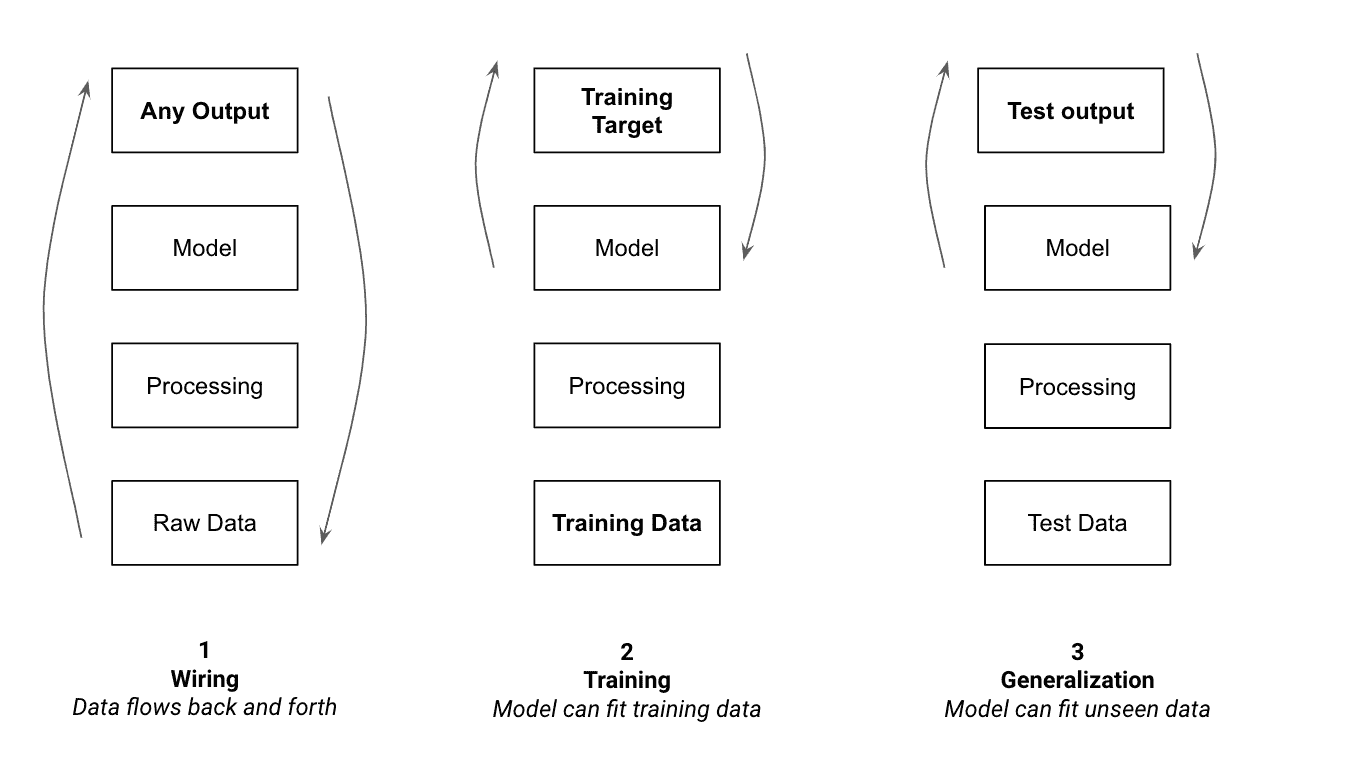 Any Output
Model
Processing
Raw Data
1
Wiring
Data flows back and forth
Training
Target
Model
Processing
Training Data
2
Training
Model can fit training data
Test output
Model
Processing
Test Data
3
Generalization
Model can fit unseen data